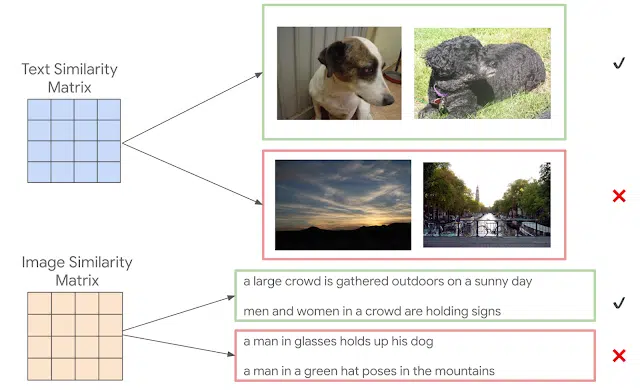 Text Similarity
Matrix
Image Similarity
Matrix
a large crowd is gathered outdoors on a sunny day
men and women in a crowd are holding signs
a man in glasses holds up his dog
a man in a green hat poses in the mountains